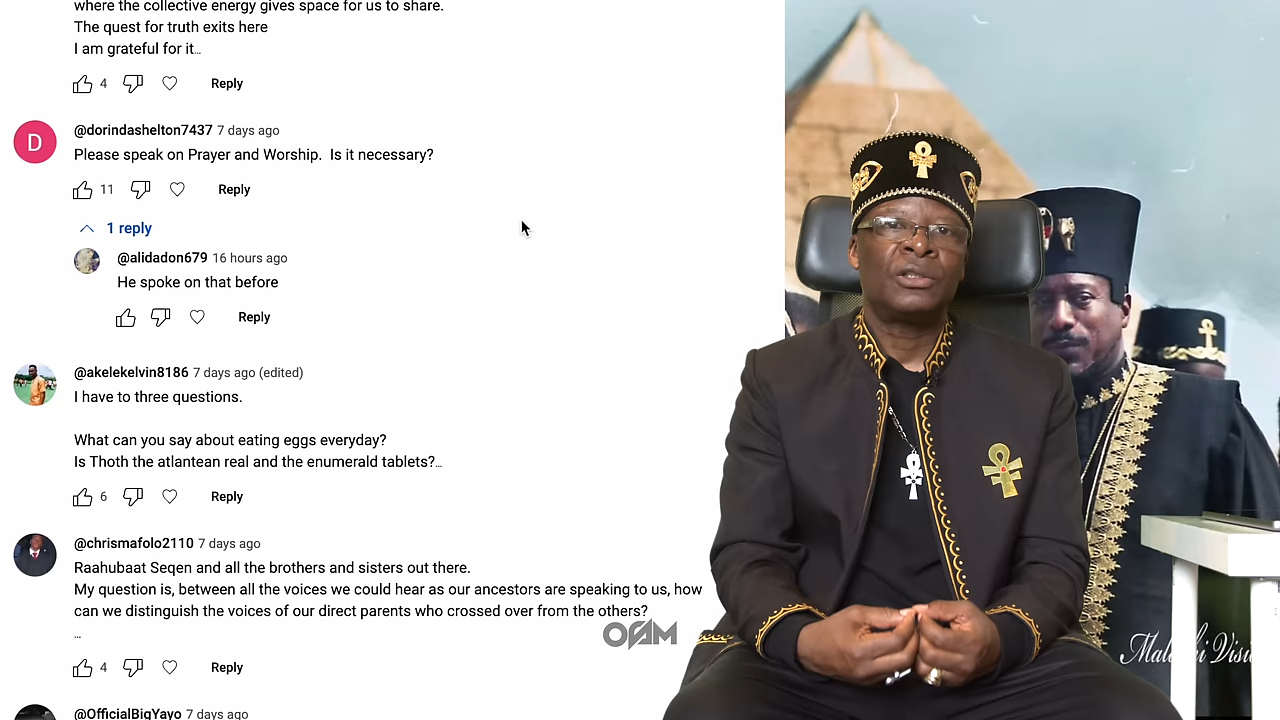 where the collective energy gives space for us to share.
The quest for truth exits here
I am grateful for it...
4
Reply
D
@dorindashelton7437 7 days ago
Please speak on Prayer and Worship. Is it necessary?
11
Reply
1 reply
@alidadon679 16 hours ago
He spoke on that before
Reply
@akelekelvin8186 7 days ago (edited)
I have to three questions.
What can you say about eating eggs everyday?
Is Thoth the atlantean real and the enumerald tablets?...
6
Reply
@chrismafolo2110 7 days ago
Raahubaat Seqen and all the brothers and sisters out there.
My question is, between all the voices we could hear as our ancestors are speaking to us, how
can we distinguish the voices of our direct parents who crossed over from the others?
...
4
Reply
@OfficialBigYayo 7 days ago